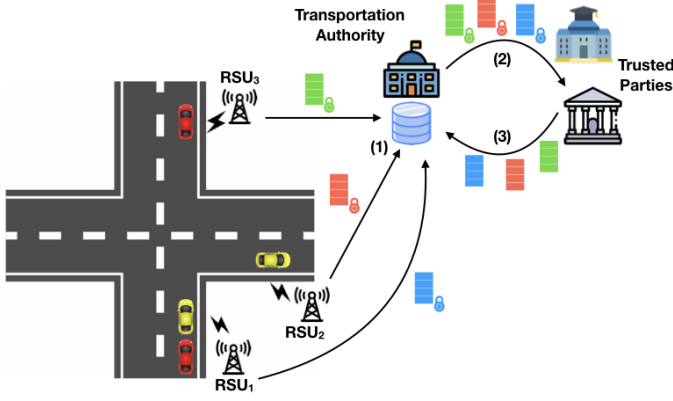 Transportation
Authority
(2)
Trusted
Parties
RSU₃
(1)
(3)
RSU₂
RSU₁